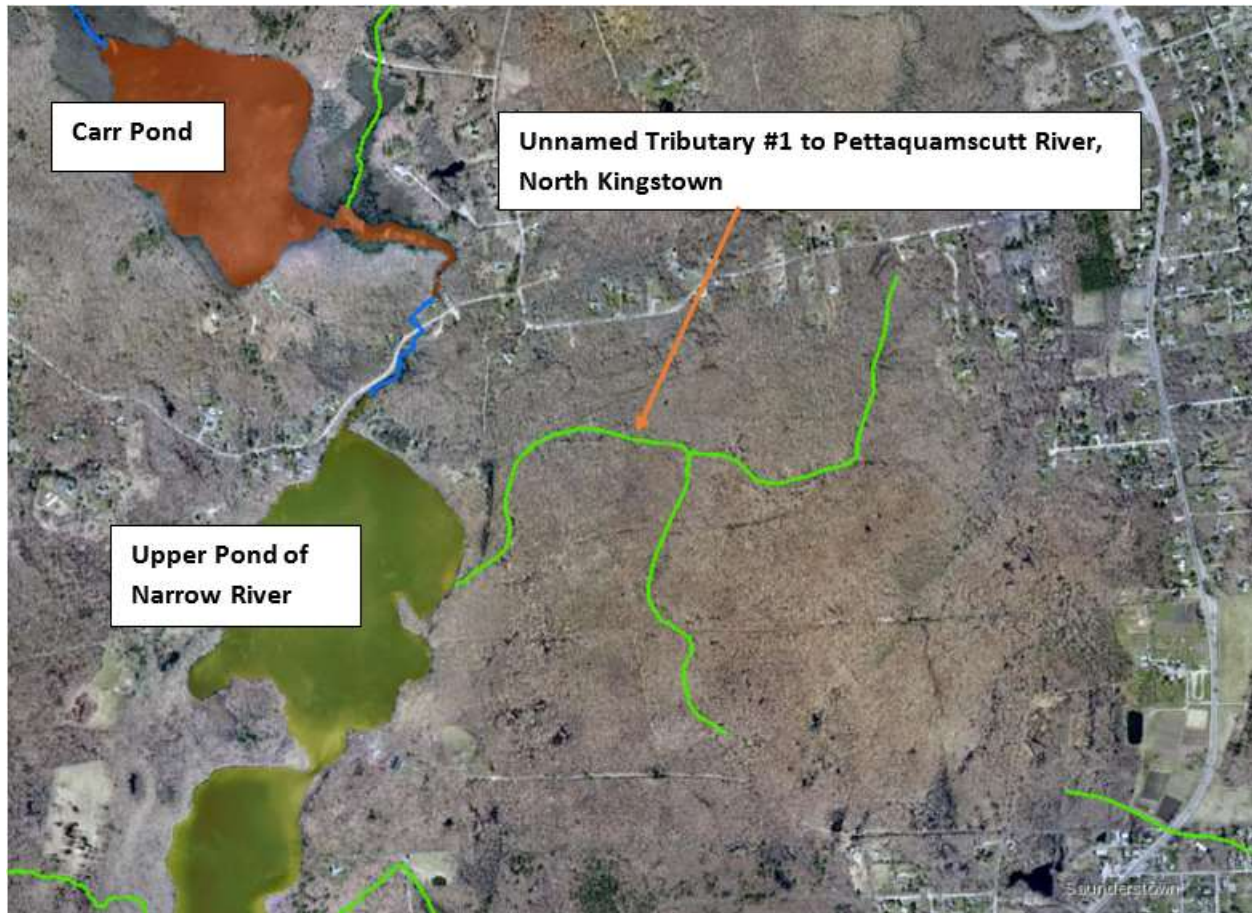 Carr Pond
Unnamed Tributary #1 to Pettaquamscutt River,
North Kingstown
Upper Pond of
Narrow River
Saunderstown